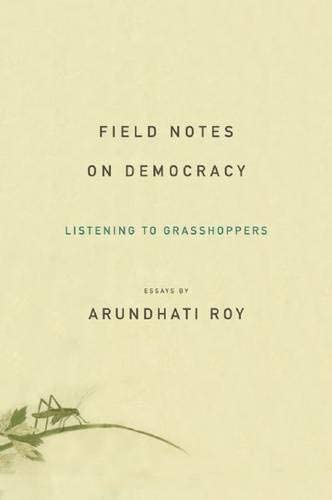 FIELD NOTES
ON DEMOCRACY
LISTENING TO GRASSHOPPERS
ESSAYS BY
ARUNDHATI ROY